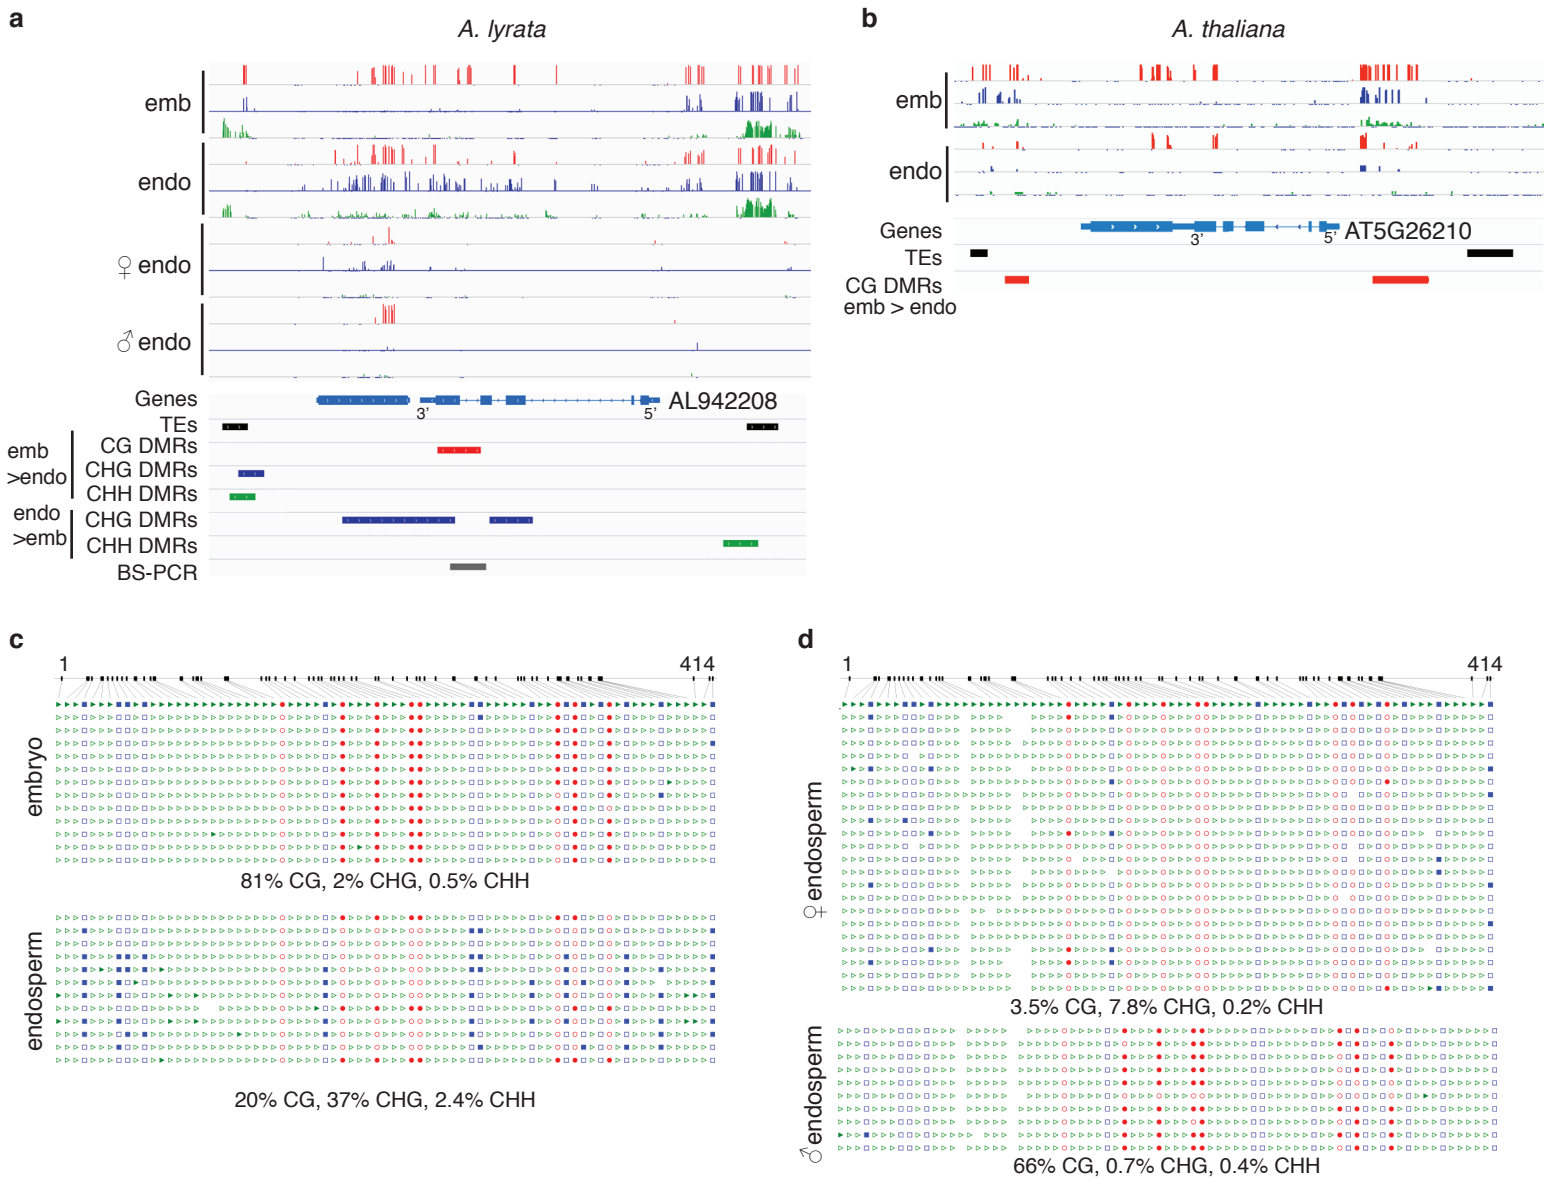 a
A. lyrata
emb
endo
♀ endo
♂ endo
Genes
3’
5’
AL942208
TEs
emb
>endo
CG DMRs
CHG DMRs
CHH DMRs
endo
>emb
CHG DMRs
CHH DMRs
BS-PCR
b
A. thaliana
emb
endo
Genes
3’
5’
AT5G26210
TEs
CG DMRs
emb > endo
c
1
414
embryo
81% CG, 2% CHG, 0.5% CHH
endosperm
20% CG, 37% CHG, 2.4% CHH
d
1
414
♀ endosperm
3.5% CG, 7.8% CHG, 0.2% CHH
♂ endosperm
66% CG, 0.7% CHG, 0.4% CHH